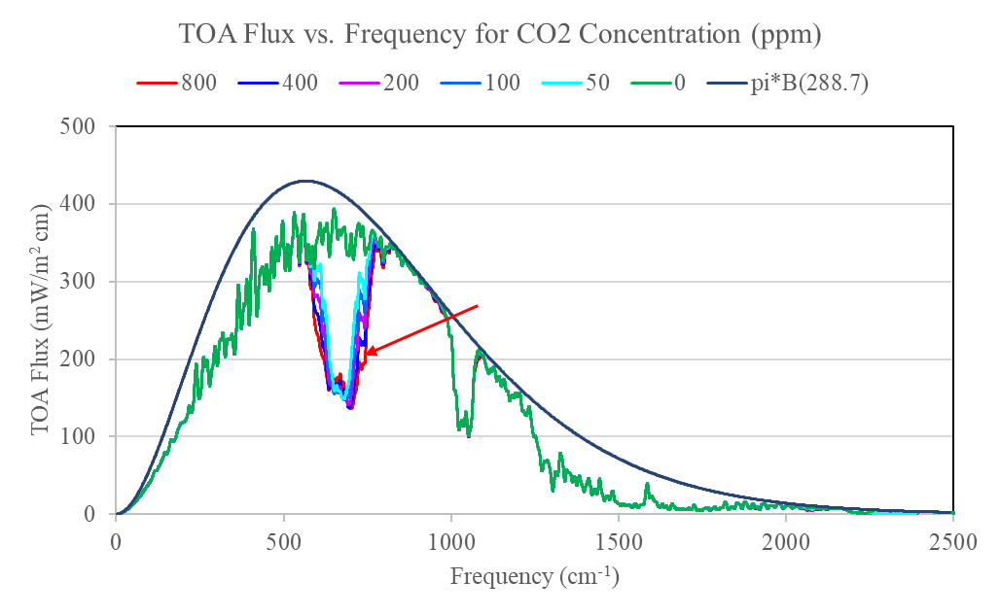 TOA Flux vs. Frequency for CO2 Concentration (ppm)
800 400 200 100 50 0 pi*B(288.7)
500
400
300
200
100
0
TOA Flux (mW/m² cm)
0 500 1000 1500 2000 2500
Frequency (cm⁻¹)